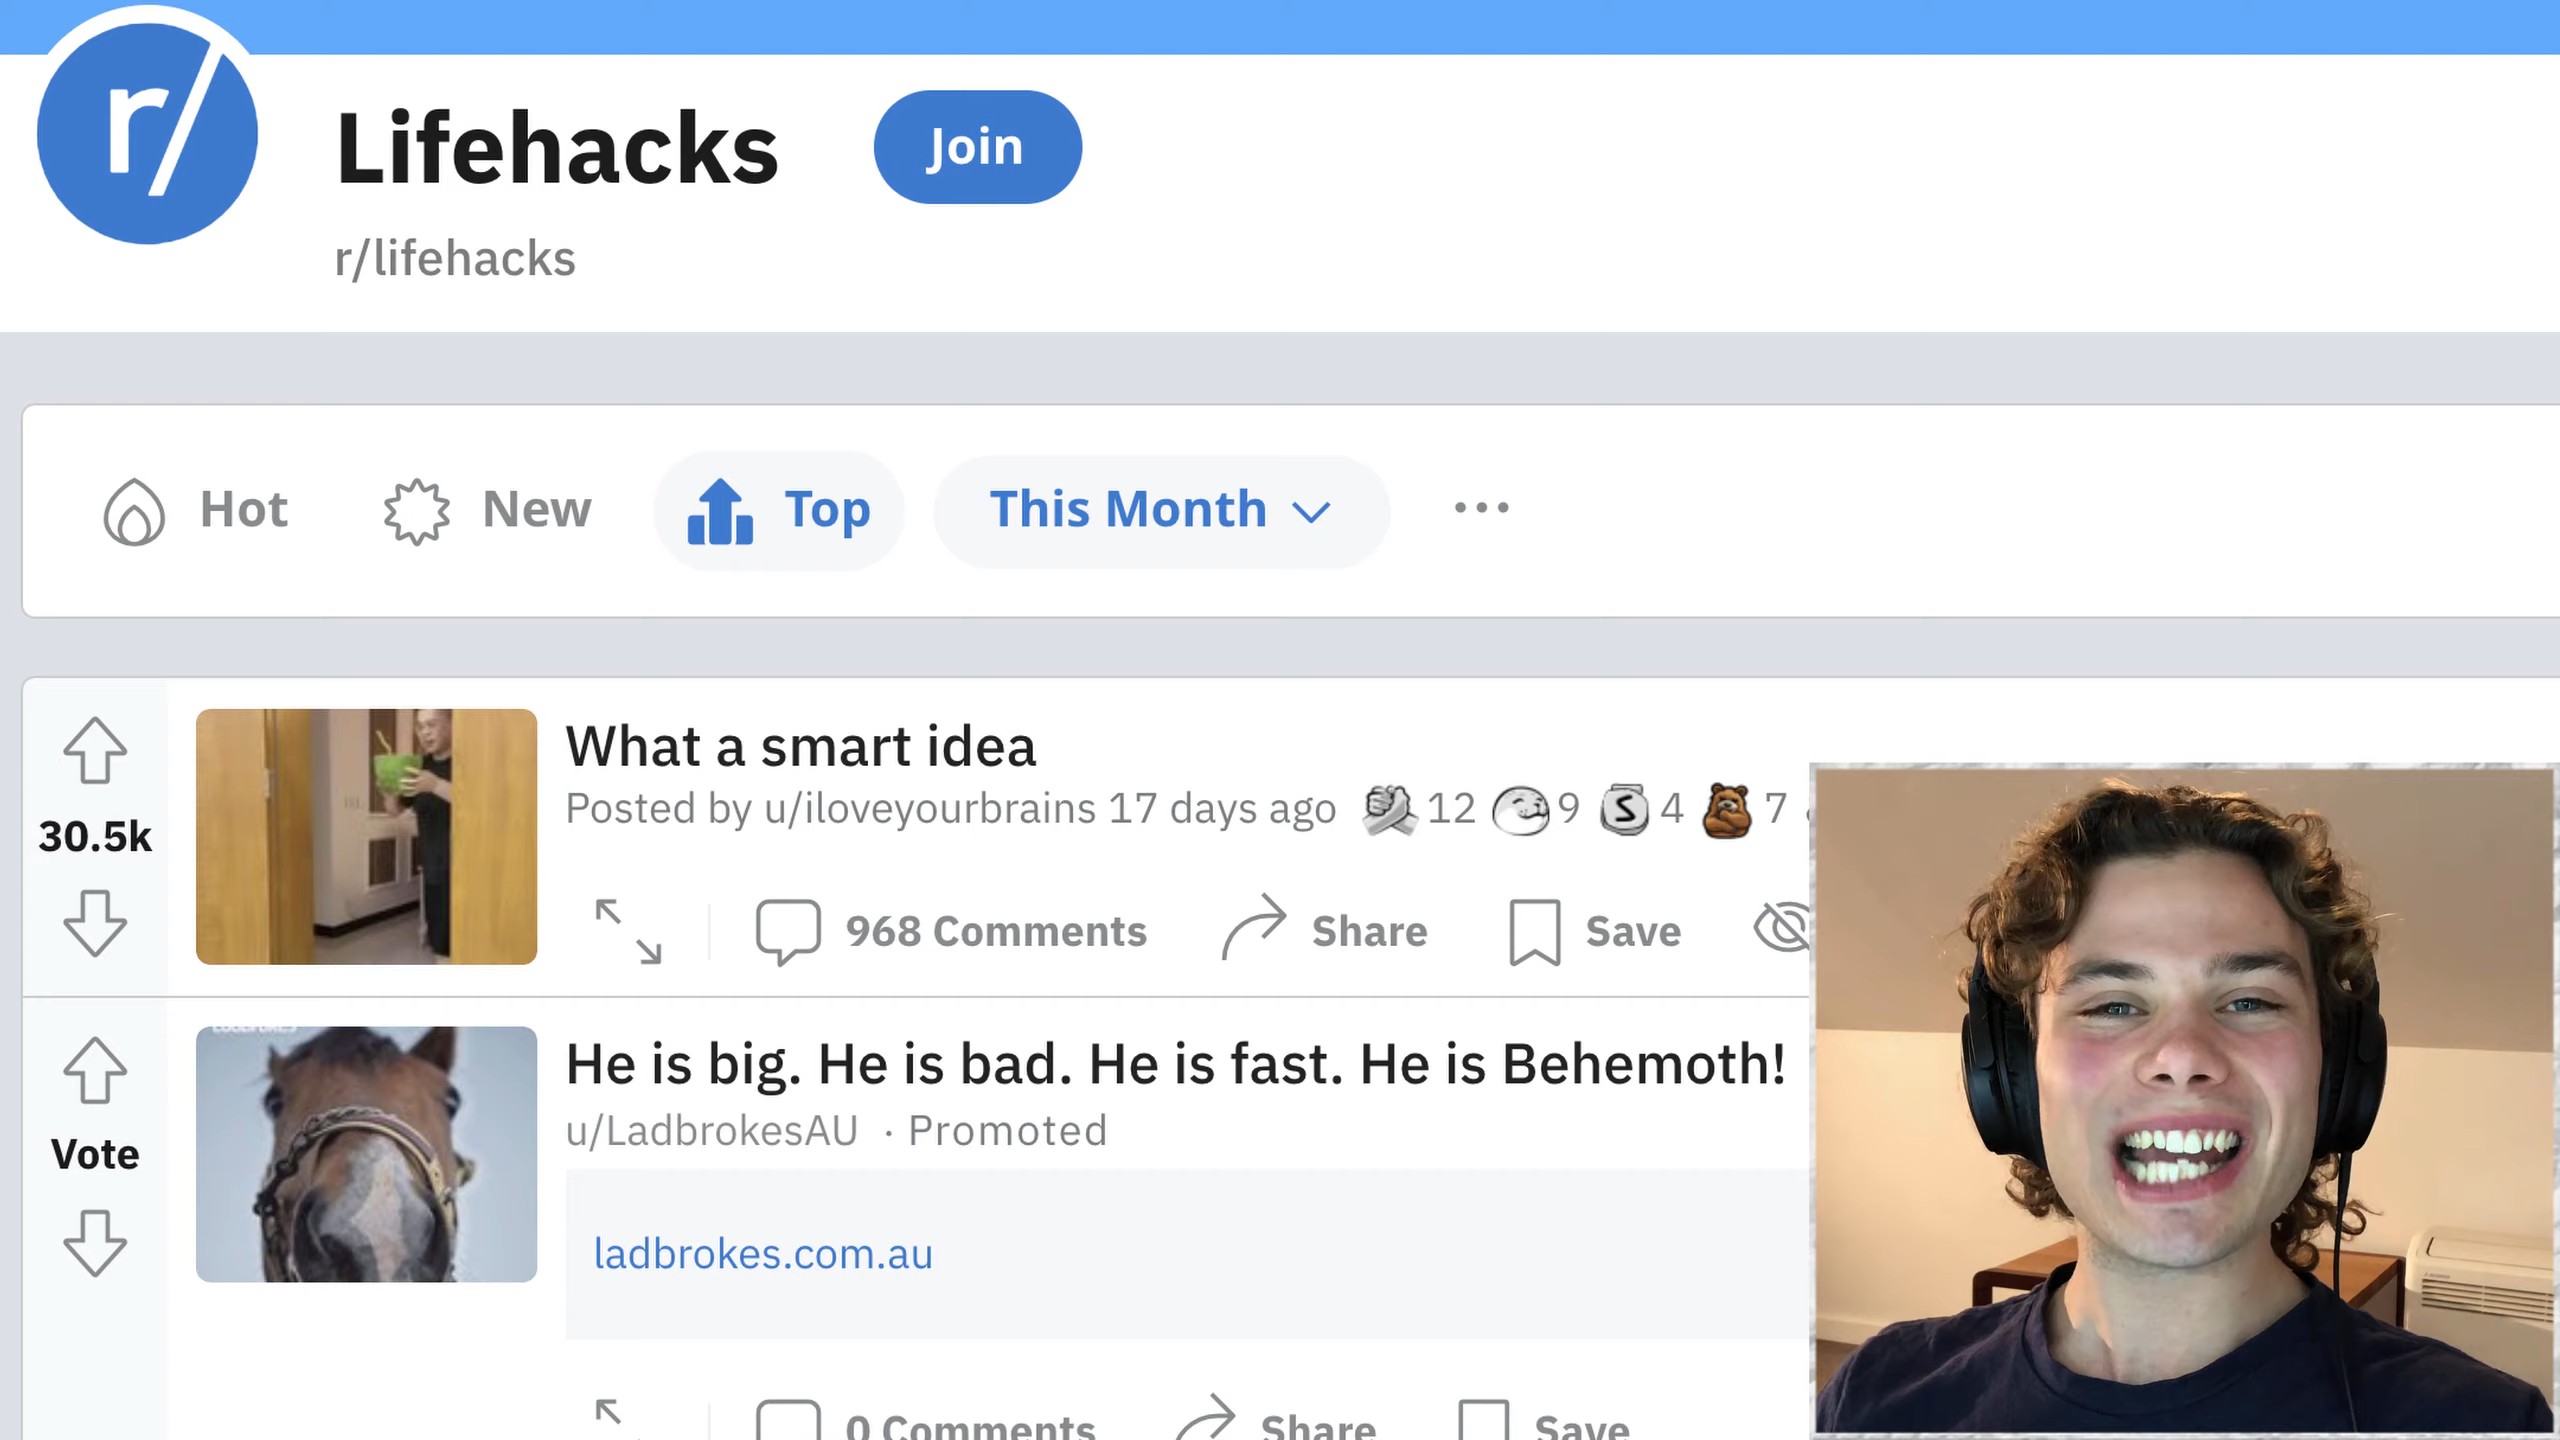 r/
Lifehacks
Join
r/lifehacks
Hot
New
Top
This Month
What a smart idea
Posted by u/iloveyourbrains 17 days ago
12
9
S
4
7
30.5k
968 Comments
Share
Save
He is big. He is bad. He is fast. He is Behemoth!
u/LadbrokesAU · Promoted
Vote
ladbrokes.com.au
0 Comments
Share
Save